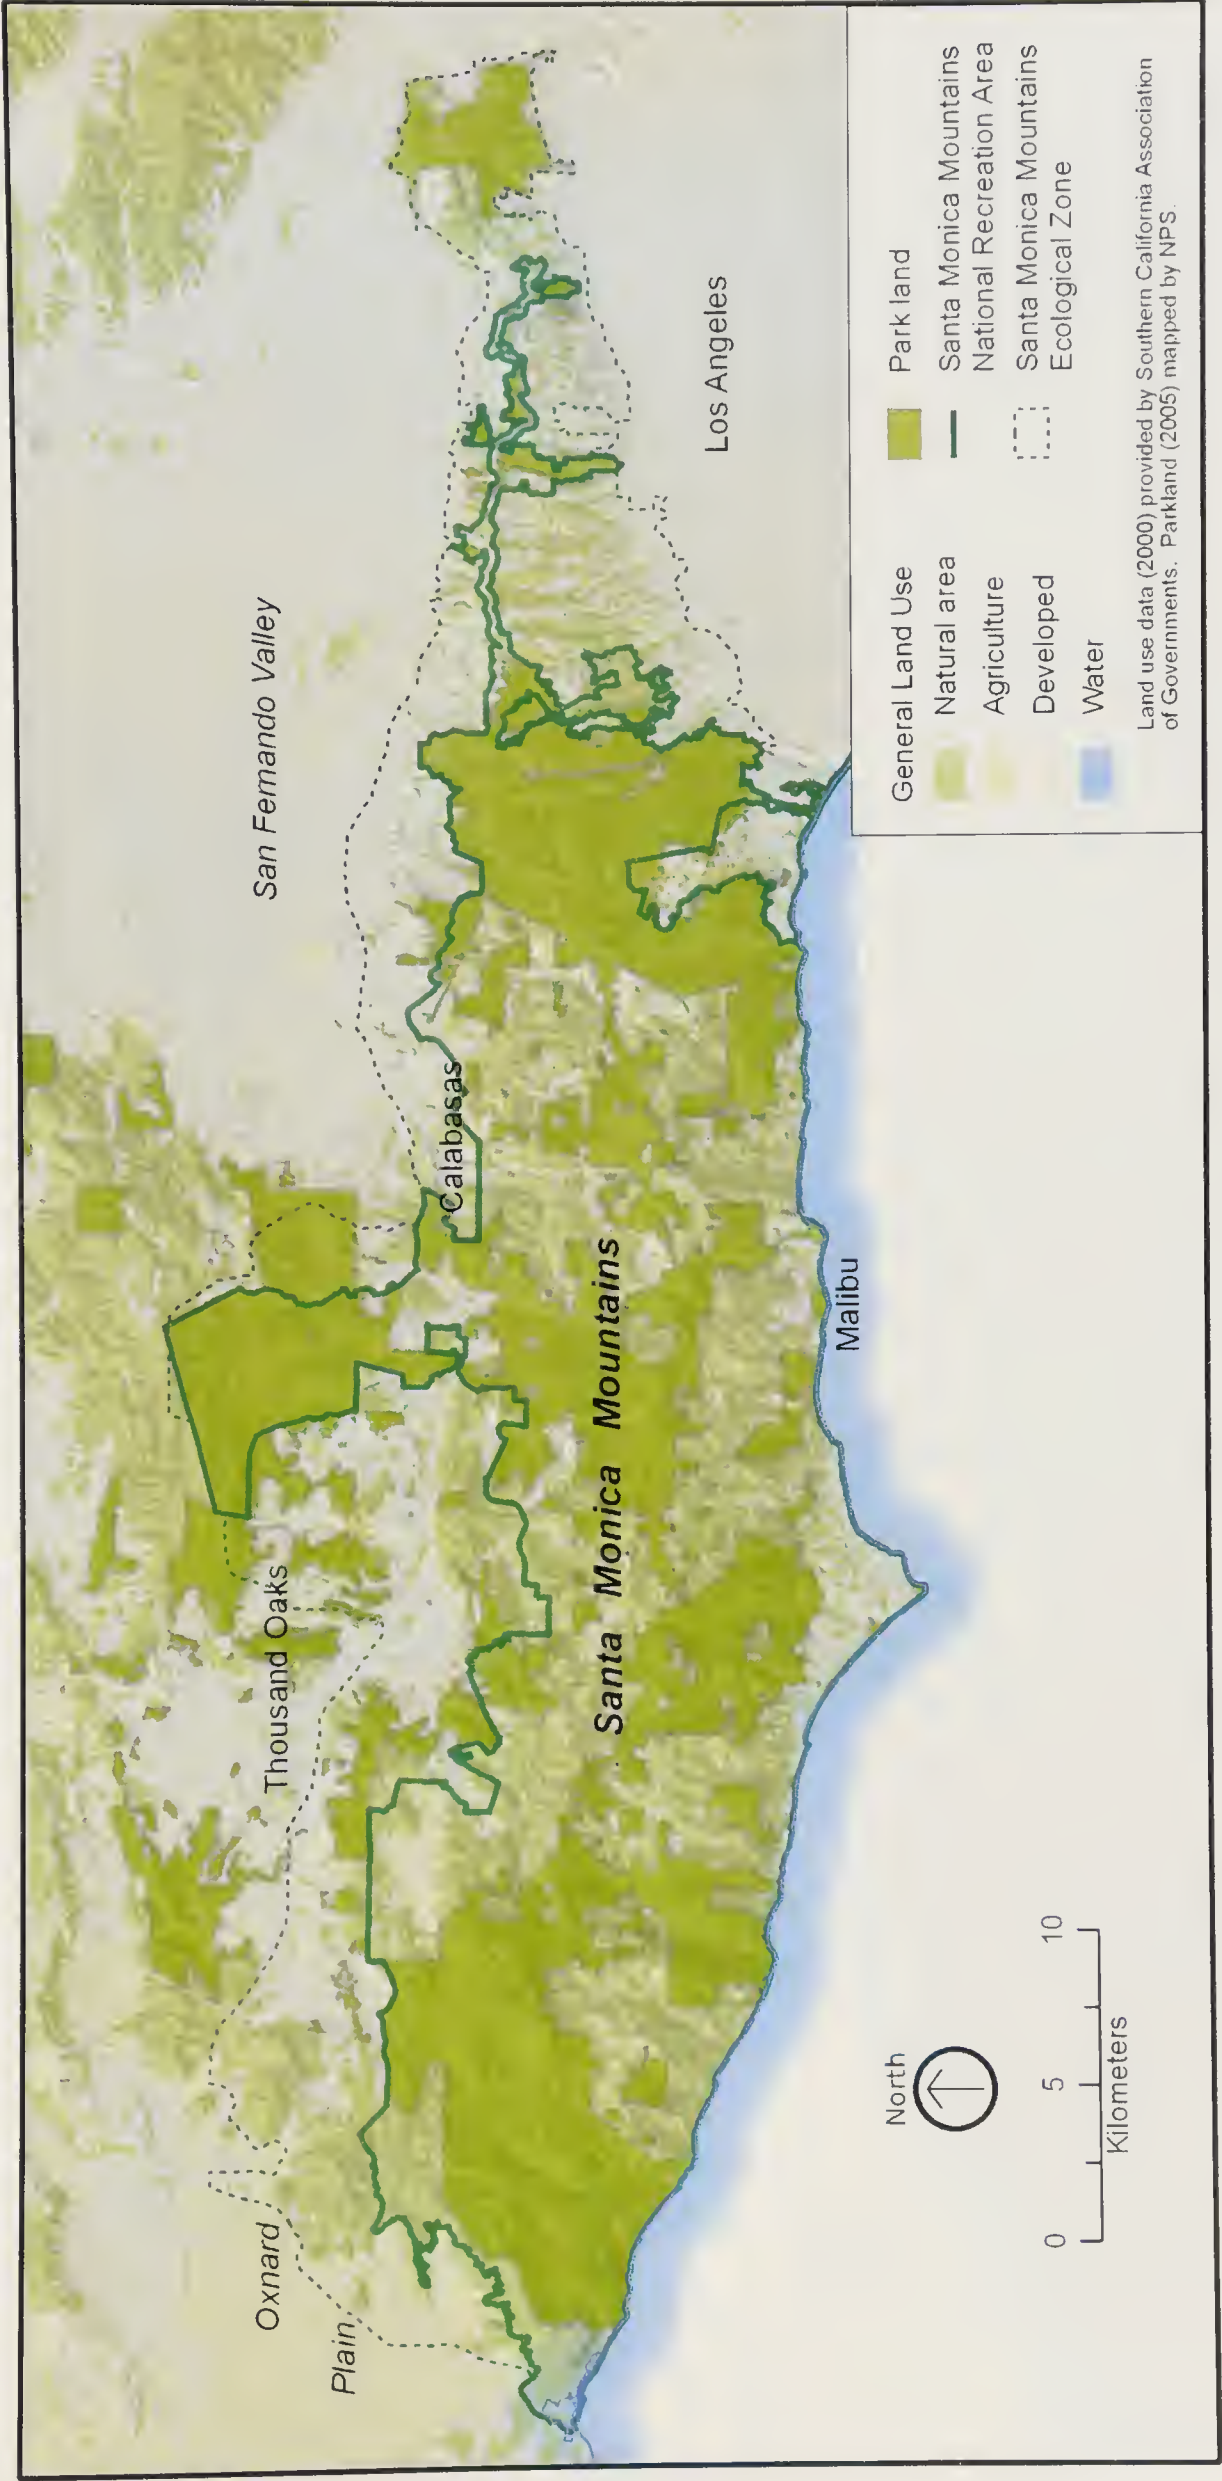 San Fernando Valley
Oxnard
Plain
Thousand Oaks
Calabasas
Santa Monica Mountains
Los Angeles
Malibu
North
0 5 10
Kilometers
General Land Use
Natural area
Agriculture
Developed
Water
Park land
Santa Monica Mountains
National Recreation Area
Santa Monica Mountains
Ecological Zone
Land use data (2000) provided by Southern California Association
of Governments. Parkland (2005) mapped by NPS.